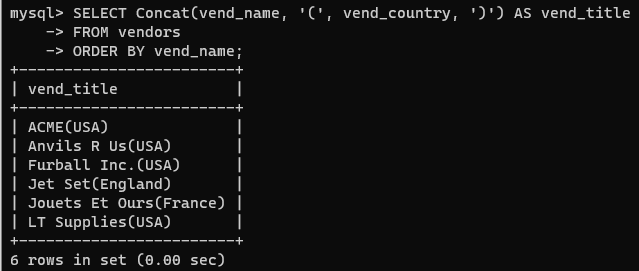 mysql> SELECT Concat(vend_name, '(', vend_country, ')') AS vend_title
    -> FROM vendors
    -> ORDER BY vend_name;
+------------------------+
| vend_title             |
+------------------------+
| ACME(USA)              |
| Anvils R Us(USA)       |
| Furball Inc.(USA)      |
| Jet Set(England)       |
| Jouets Et Ours(France) |
| LT Supplies(USA)       |
+------------------------+
6 rows in set (0.00 sec)